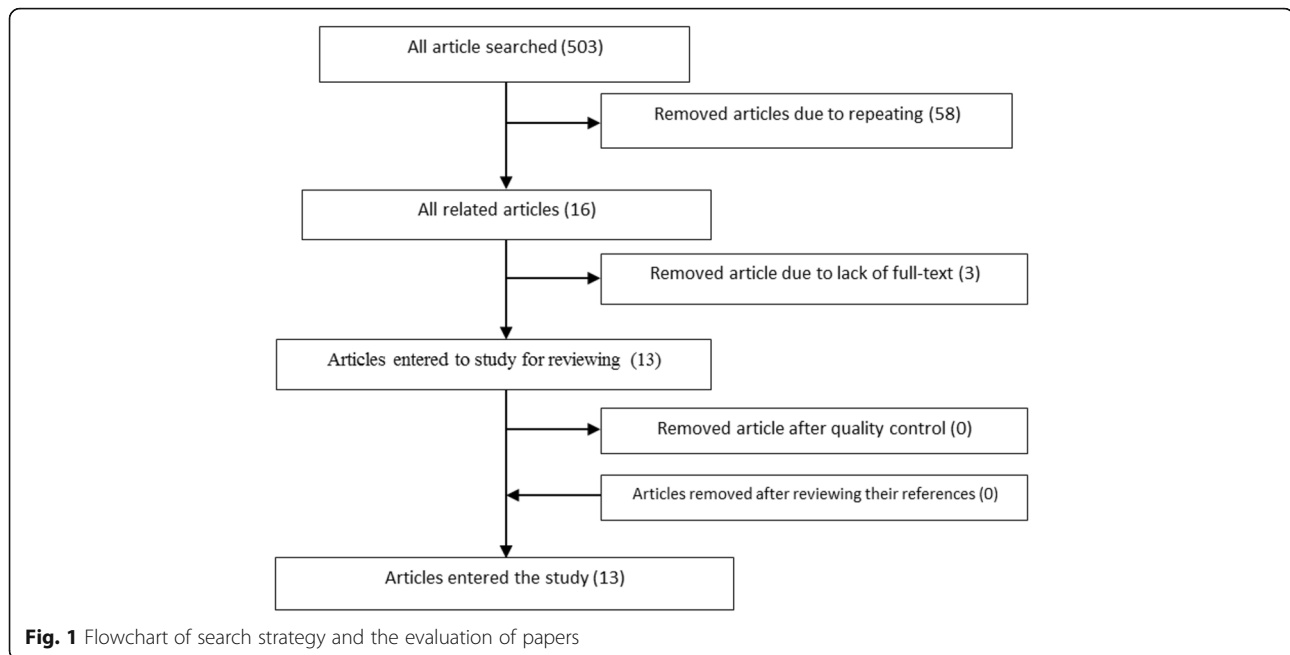 All article searched (503)
Removed articles due to repeating (58)
All related articles (16)
Removed article due to lack of full-text (3)
Articles entered to study for reviewing (13)
Removed article after quality control (0)
Articles removed after reviewing their references (0)
Articles entered the study (13)
Fig. 1 Flowchart of search strategy and the evaluation of papers